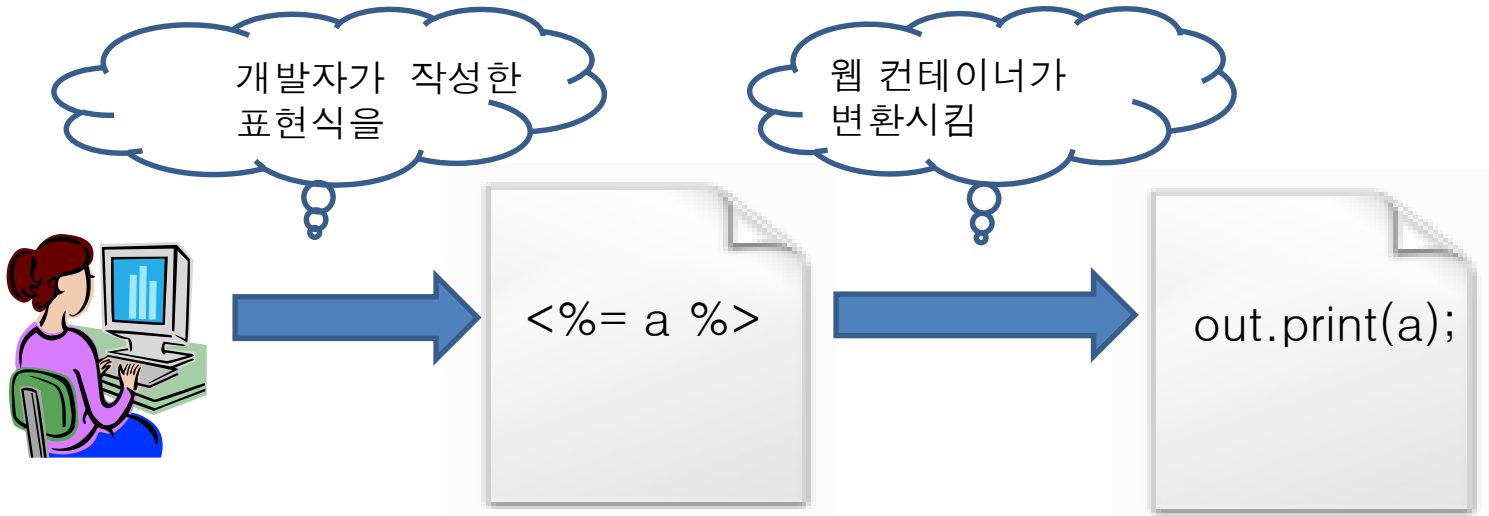 개발자가 작성한
표현식을
웹 컨테이너가
변환시킴
<%= a %>
out.print(a);